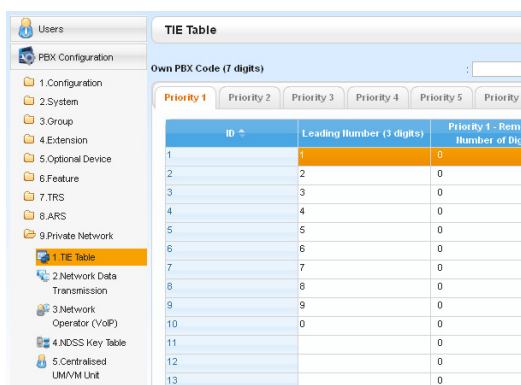 Users
PBX Configuration
1.Configuration
2.System
3.Group
4.Extension
5.Optional Device
6.Feature
7.TRS
8.ARS
9.Private Network
1.TIE Table
2.Network Data
Transmission
3.Network
Operator (VoIP)
4.NDSS Key Table
5.Centralised
UM/VM Unit
TIE Table
Own PBX Code (7 digits) :
Priority 1 Priority 2 Priority 3 Priority 4 Priority 5 Priority
ID Leading Number (3 digits) Priority 1 - Rem
Number of Dig
1 1 0
2 2 0
3 3 0
4 4 0
5 5 0
6 6 0
7 7 0
8 8 0
9 9 0
10 0 0
11 0
12 0
13 0